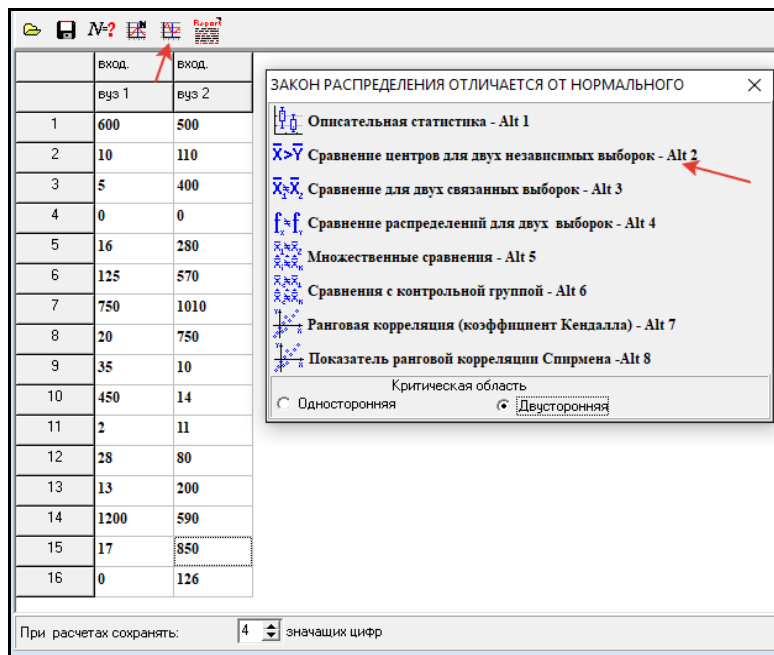 N=? Report
вход. вход.
вуз 1 вуз 2
1 600 500
2 10 110
3 5 400
4 0 0
5 16 280
6 125 570
7 750 1010
8 20 750
9 35 10
10 450 14
11 2 11
12 28 80
13 13 200
14 1200 590
15 17 850
16 0 126
ЗАКОН РАСПРЕДЕЛЕНИЯ ОТЛИЧАЕТСЯ ОТ НОРМАЛЬНОГО
Описательная статистика - Alt 1
X̅>Y̅ Сравнение центров для двух независимых выборок - Alt 2
Сравнение для двух связанных выборок - Alt 3
Сравнение распределений для двух выборок - Alt 4
Множественные сравнения - Alt 5
Сравнения с контрольной группой - Alt 6
Ранговая корреляция (коэффициент Кендалла) - Alt 7
Показатель ранговой корреляции Спирмена -Alt 8
Критическая область
Односторонняя Двусторонняя
При расчетах сохранять: 4 значащих цифр